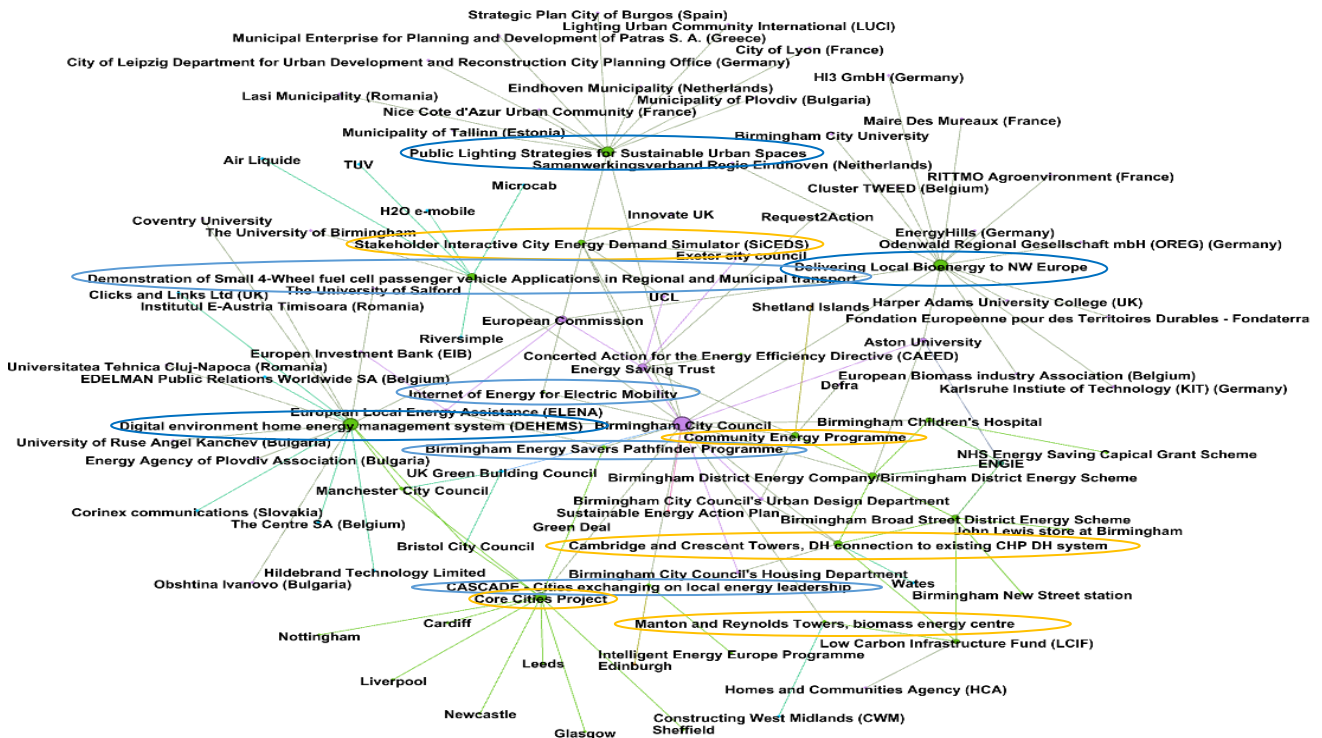 Strategic Plan City of Burgos (Spain)
Lighting Urban Community International (LUCI)
Municipal Enterprise for Planning and Development of Patras S. A. (Greece)
City of Lyon (France)
City of Leipzig Department for Urban Development and Reconstruction City Planning Office (Germany)
HI3 GmbH (Germany)
Eindhoven Municipality (Netherlands)
Lasi Municipality (Romania)
Municipality of Plovdiv (Bulgaria)
Nice Cote d'Azur Urban Community (France)
Maire Des Mureaux (France)
Municipality of Tallinn (Estonia)
Birmingham City University
Public Lighting Strategies for Sustainable Urban Spaces
Air Liquide
TUV
Samenwerkingsverband Regio Eindhoven (Neitherlands)
RITTMO Agroenvironment (France)
Microcab
Cluster TWEED (Belgium)
H2O e-mobile
Innovate UK
Request2Action
Coventry University
The University of Birmingham
EnergyHills (Germany)
Stakeholder Interactive City Energy Demand Simulator (SiCEDS)
Odenwald Regional Gesellschaft mbH (OREG) (Germany)
Exeter city council
Delivering Local Bioenergy to NW Europe
Demonstration of Small 4-Wheel fuel cell passenger vehicle Applications in Regional and Municipal transport
The University of Salford
Clicks and Links Ltd (UK)
UCL
Institutul E-Austria Timisoara (Romania)
Shetland Islands
Harper Adams University College (UK)
European Commission
Fondation Europeenne pour des Territoires Durables - Fondaterra
Riversimple
Aston University
Europen Investment Bank (EIB)
Concerted Action for the Energy Efficiency Directive (CAEED)
Universitatea Tehnica Cluj-Napoca (Romania)
Energy Saving Trust
EDELMAN Public Relations Worldwide SA (Belgium)
European Biomass industry Association (Belgium)
Defra
Karlsruhe Instiute of Technology (KIT) (Germany)
Internet of Energy for Electric Mobility
European Local Energy Assistance (ELENA)
Digital environment home energy management system (DEHEMS)
Birmingham City Council
Birmingham Children's Hospital
Community Energy Programme
University of Ruse Angel Kanchev (Bulgaria)
Birmingham Energy Savers Pathfinder Programme
NHS Energy Saving Capical Grant Scheme
Energy Agency of Plovdiv Association (Bulgaria)
ENGIE
UK Green Building Council
Birmingham District Energy Company/Birmingham District Energy Scheme
Manchester City Council
Birmingham City Council's Urban Design Department
Corinex communications (Slovakia)
Sustainable Energy Action Plan
Birmingham Broad Street District Energy Scheme
The Centre SA (Belgium)
Green Deal
John Lewis store at Birmingham
Bristol City Council
Cambridge and Crescent Towers, DH connection to existing CHP DH system
Hildebrand Technology Limited
Birmingham City Council's Housing Department
Obshtina Ivanovo (Bulgaria)
CASCADE - Cities exchanging on local energy leadership
Wates
Birmingham New Street station
Core Cities Project
Cardiff
Manton and Reynolds Towers, biomass energy centre
Nottingham
Low Carbon Infrastructure Fund (LCIF)
Intelligent Energy Europe Programme
Leeds
Edinburgh
Liverpool
Homes and Communities Agency (HCA)
Newcastle
Constructing West Midlands (CWM)
Sheffield
Glasgow